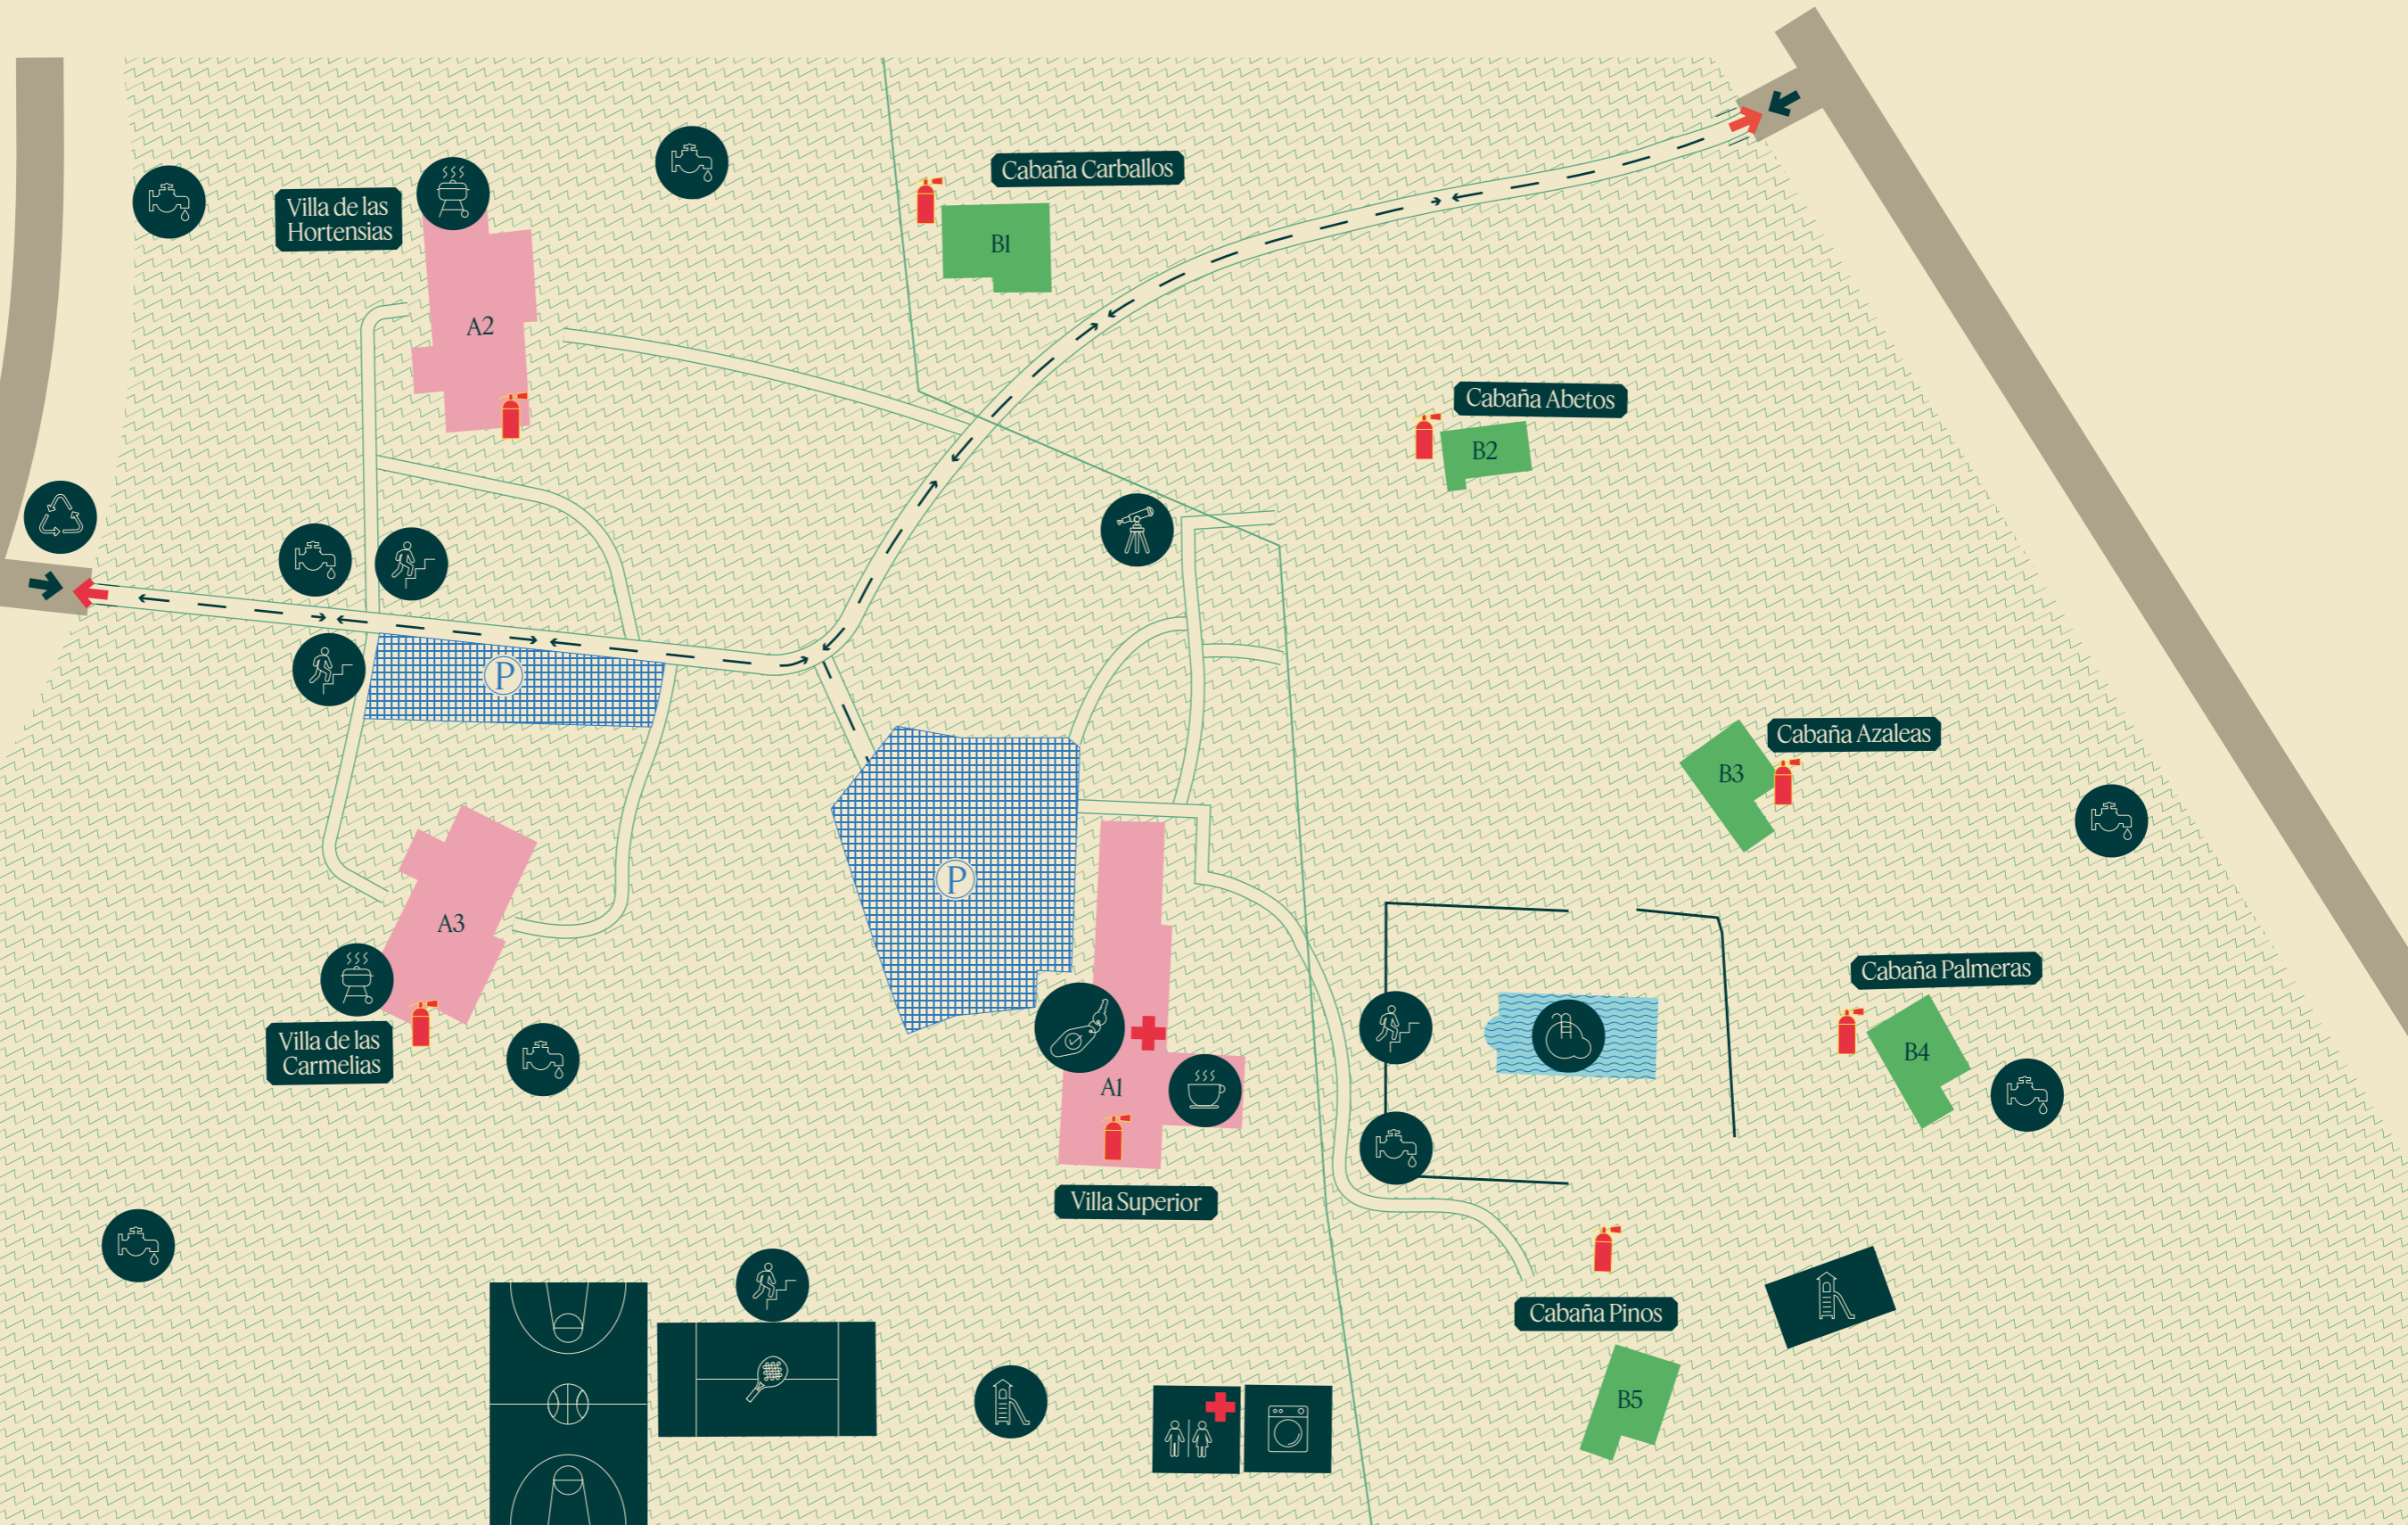 Cabaña Carballos
Villa de las
Hortensias
B1
A2
Cabaña Abetos
B2
P
Cabaña Azaleas
B3
P
A3
Cabaña Palmeras
Villa de las
Carmelias
B4
A1
Villa Superior
Cabaña Pinos
B5